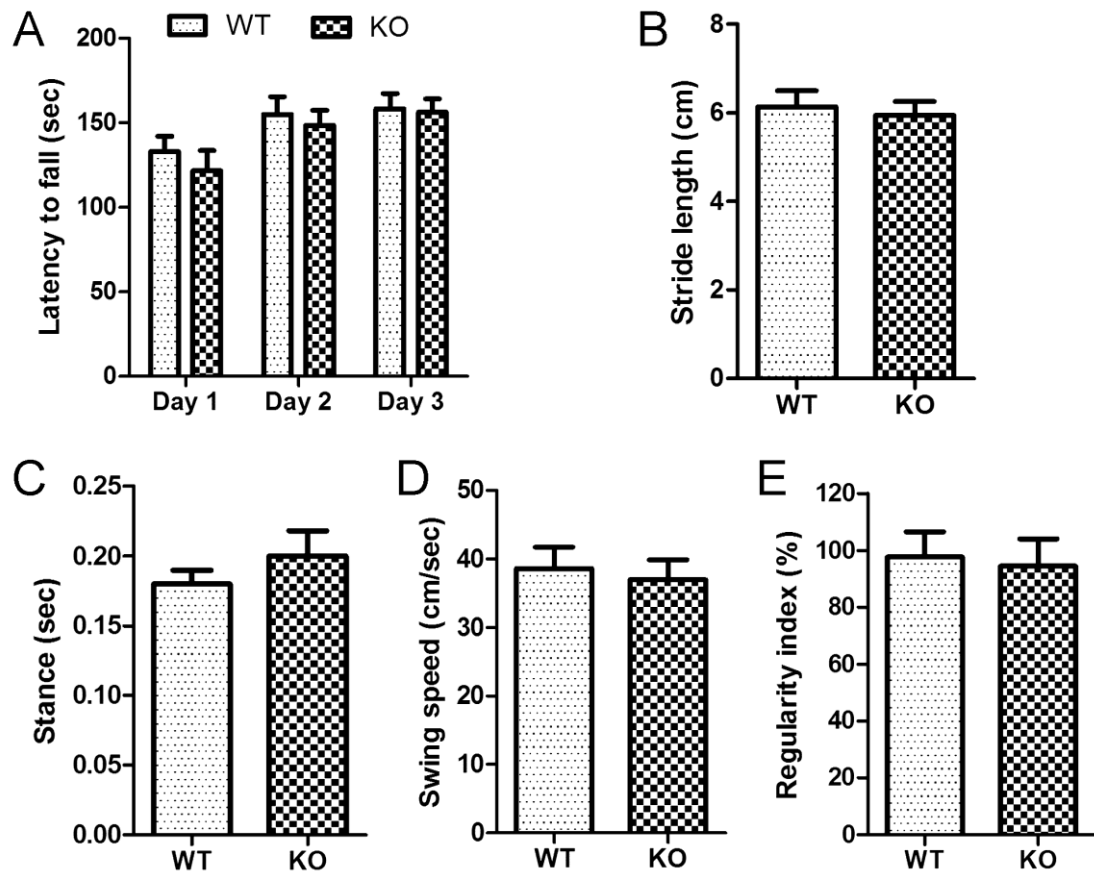 A
WT KO
Latency to fall (sec)
200
150
100
50
0
Day 1 Day 2 Day 3
B
Stride length (cm)
8
6
4
2
0
WT KO
C
Stance (sec)
0.25
0.20
0.15
0.10
0.05
0.00
WT KO
D
Swing speed (cm/sec)
50
40
30
20
10
0
WT KO
E
Regularity index (%)
120
100
80
60
40
20
0
WT KO